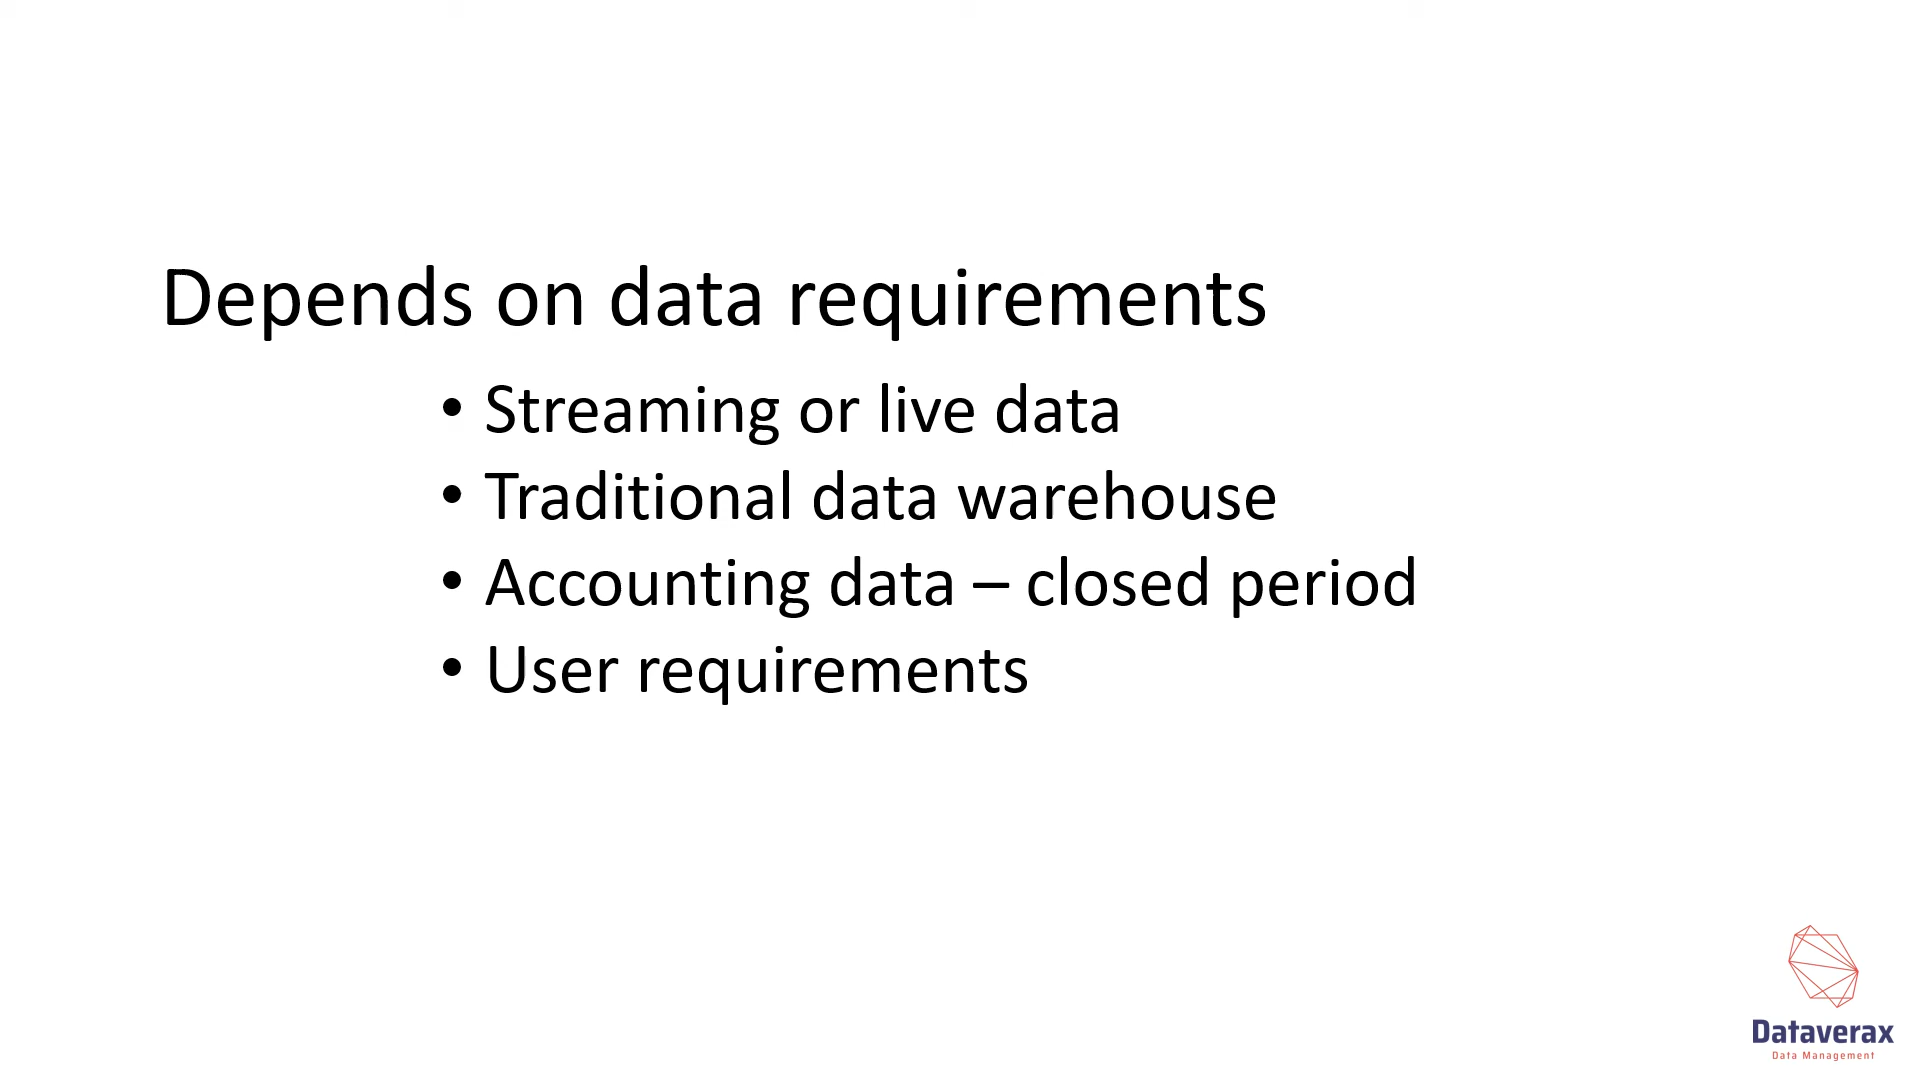 Depends on data requirements
• Streaming or live data
• Traditional data warehouse
• Accounting data – closed period
• User requirements
Dataverax
Data Management